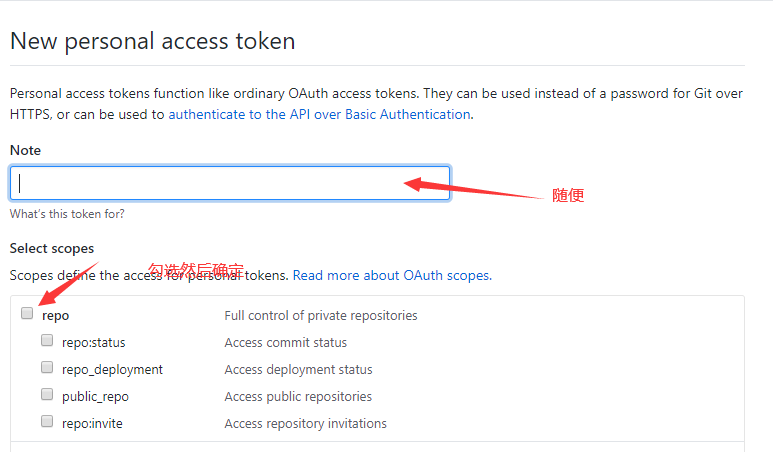 New personal access token
Personal access tokens function like ordinary OAuth access tokens. They can be used instead of a password for Git over
HTTPS, or can be used to authenticate to the API over Basic Authentication.
Note
随便
What's this token for?
Select scopes
勾选然后确定
Scopes define the access for personal tokens. Read more about OAuth scopes.
repo Full control of private repositories
repo:status Access commit status
repo_deployment Access deployment status
public_repo Access public repositories
repo:invite Access repository invitations